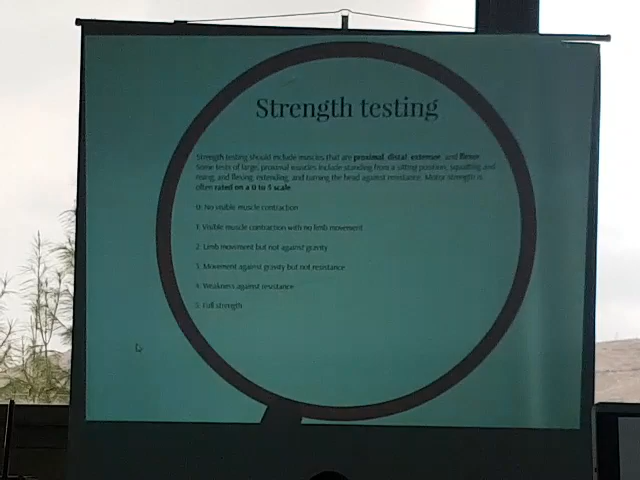 Strength testing
Strength testing should include muscles that are proximal, distal, extensor, and flexor.
Some tests of large, proximal muscles include standing from a sitting position, squatting and
rising, and flexing, extending, and turning the head against resistance. Motor strength is
often rated on a 0 to 5 scale.
0: No visible muscle contraction
1: Visible muscle contraction with no limb movement
2: Limb movement but not against gravity
3: Movement against gravity but not resistance
4: Weakness against resistance
5: Full strength